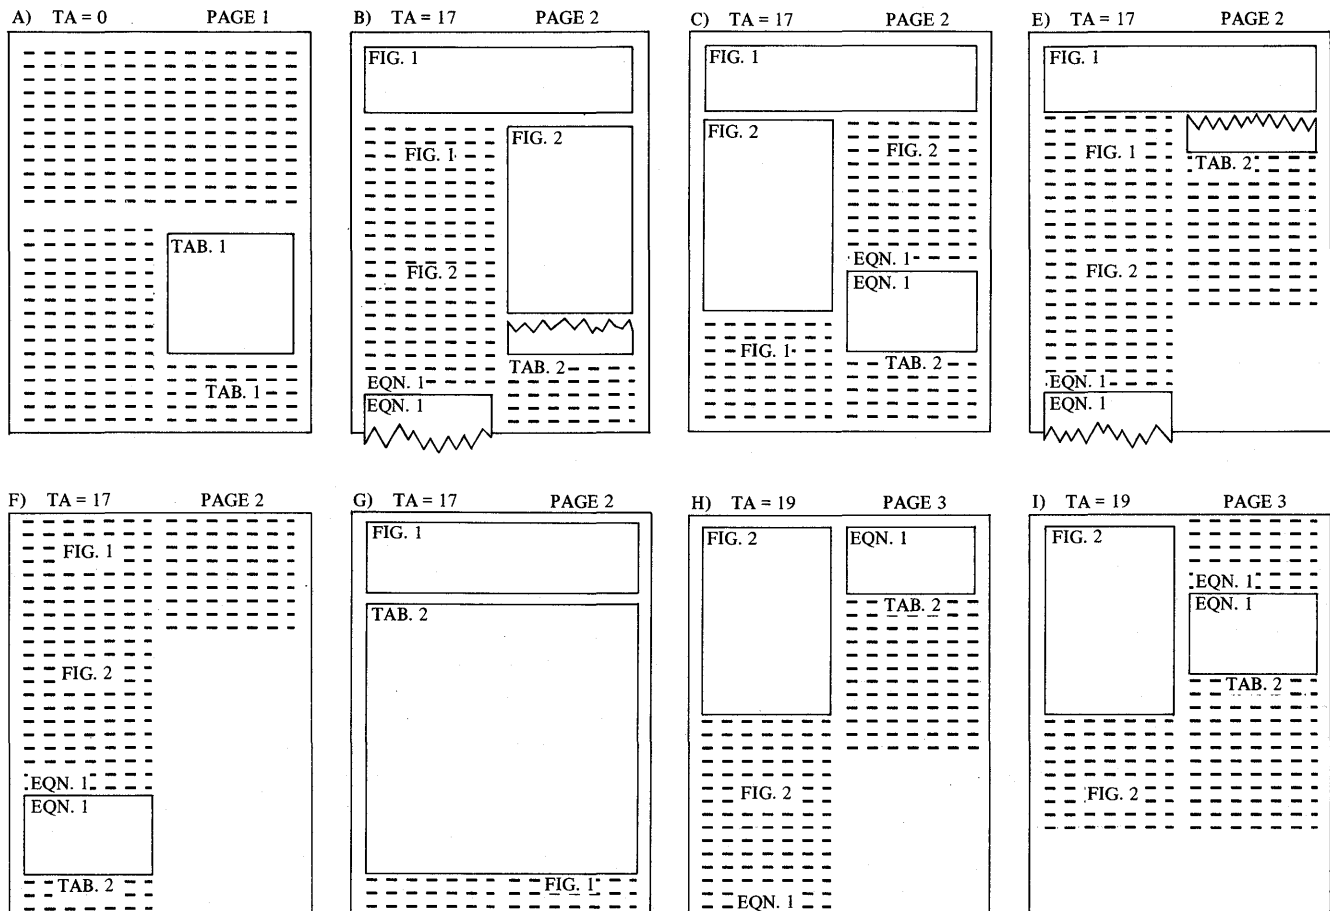 A) TA = 0 PAGE 1
TAB. 1
TAB. 1
B) TA = 17 PAGE 2
FIG. 1
FIG. 2
FIG. 1
FIG. 2
TAB. 2
EQN. 1
EQN. 1
C) TA = 17 PAGE 2
FIG. 1
FIG. 2
FIG. 2
EQN. 1
EQN. 1
FIG. 1
TAB. 2
E) TA = 17 PAGE 2
FIG. 1
FIG. 1
TAB. 2
FIG. 2
EQN. 1
EQN. 1
F) TA = 17 PAGE 2
FIG. 1
FIG. 2
EQN. 1
EQN. 1
TAB. 2
G) TA = 17 PAGE 2
FIG. 1
TAB. 2
FIG. 1
H) TA = 19 PAGE 3
FIG. 2
EQN. 1
TAB. 2
FIG. 2
EQN. 1
I) TA = 19 PAGE 3
FIG. 2
EQN. 1
EQN. 1
TAB. 2
FIG. 2